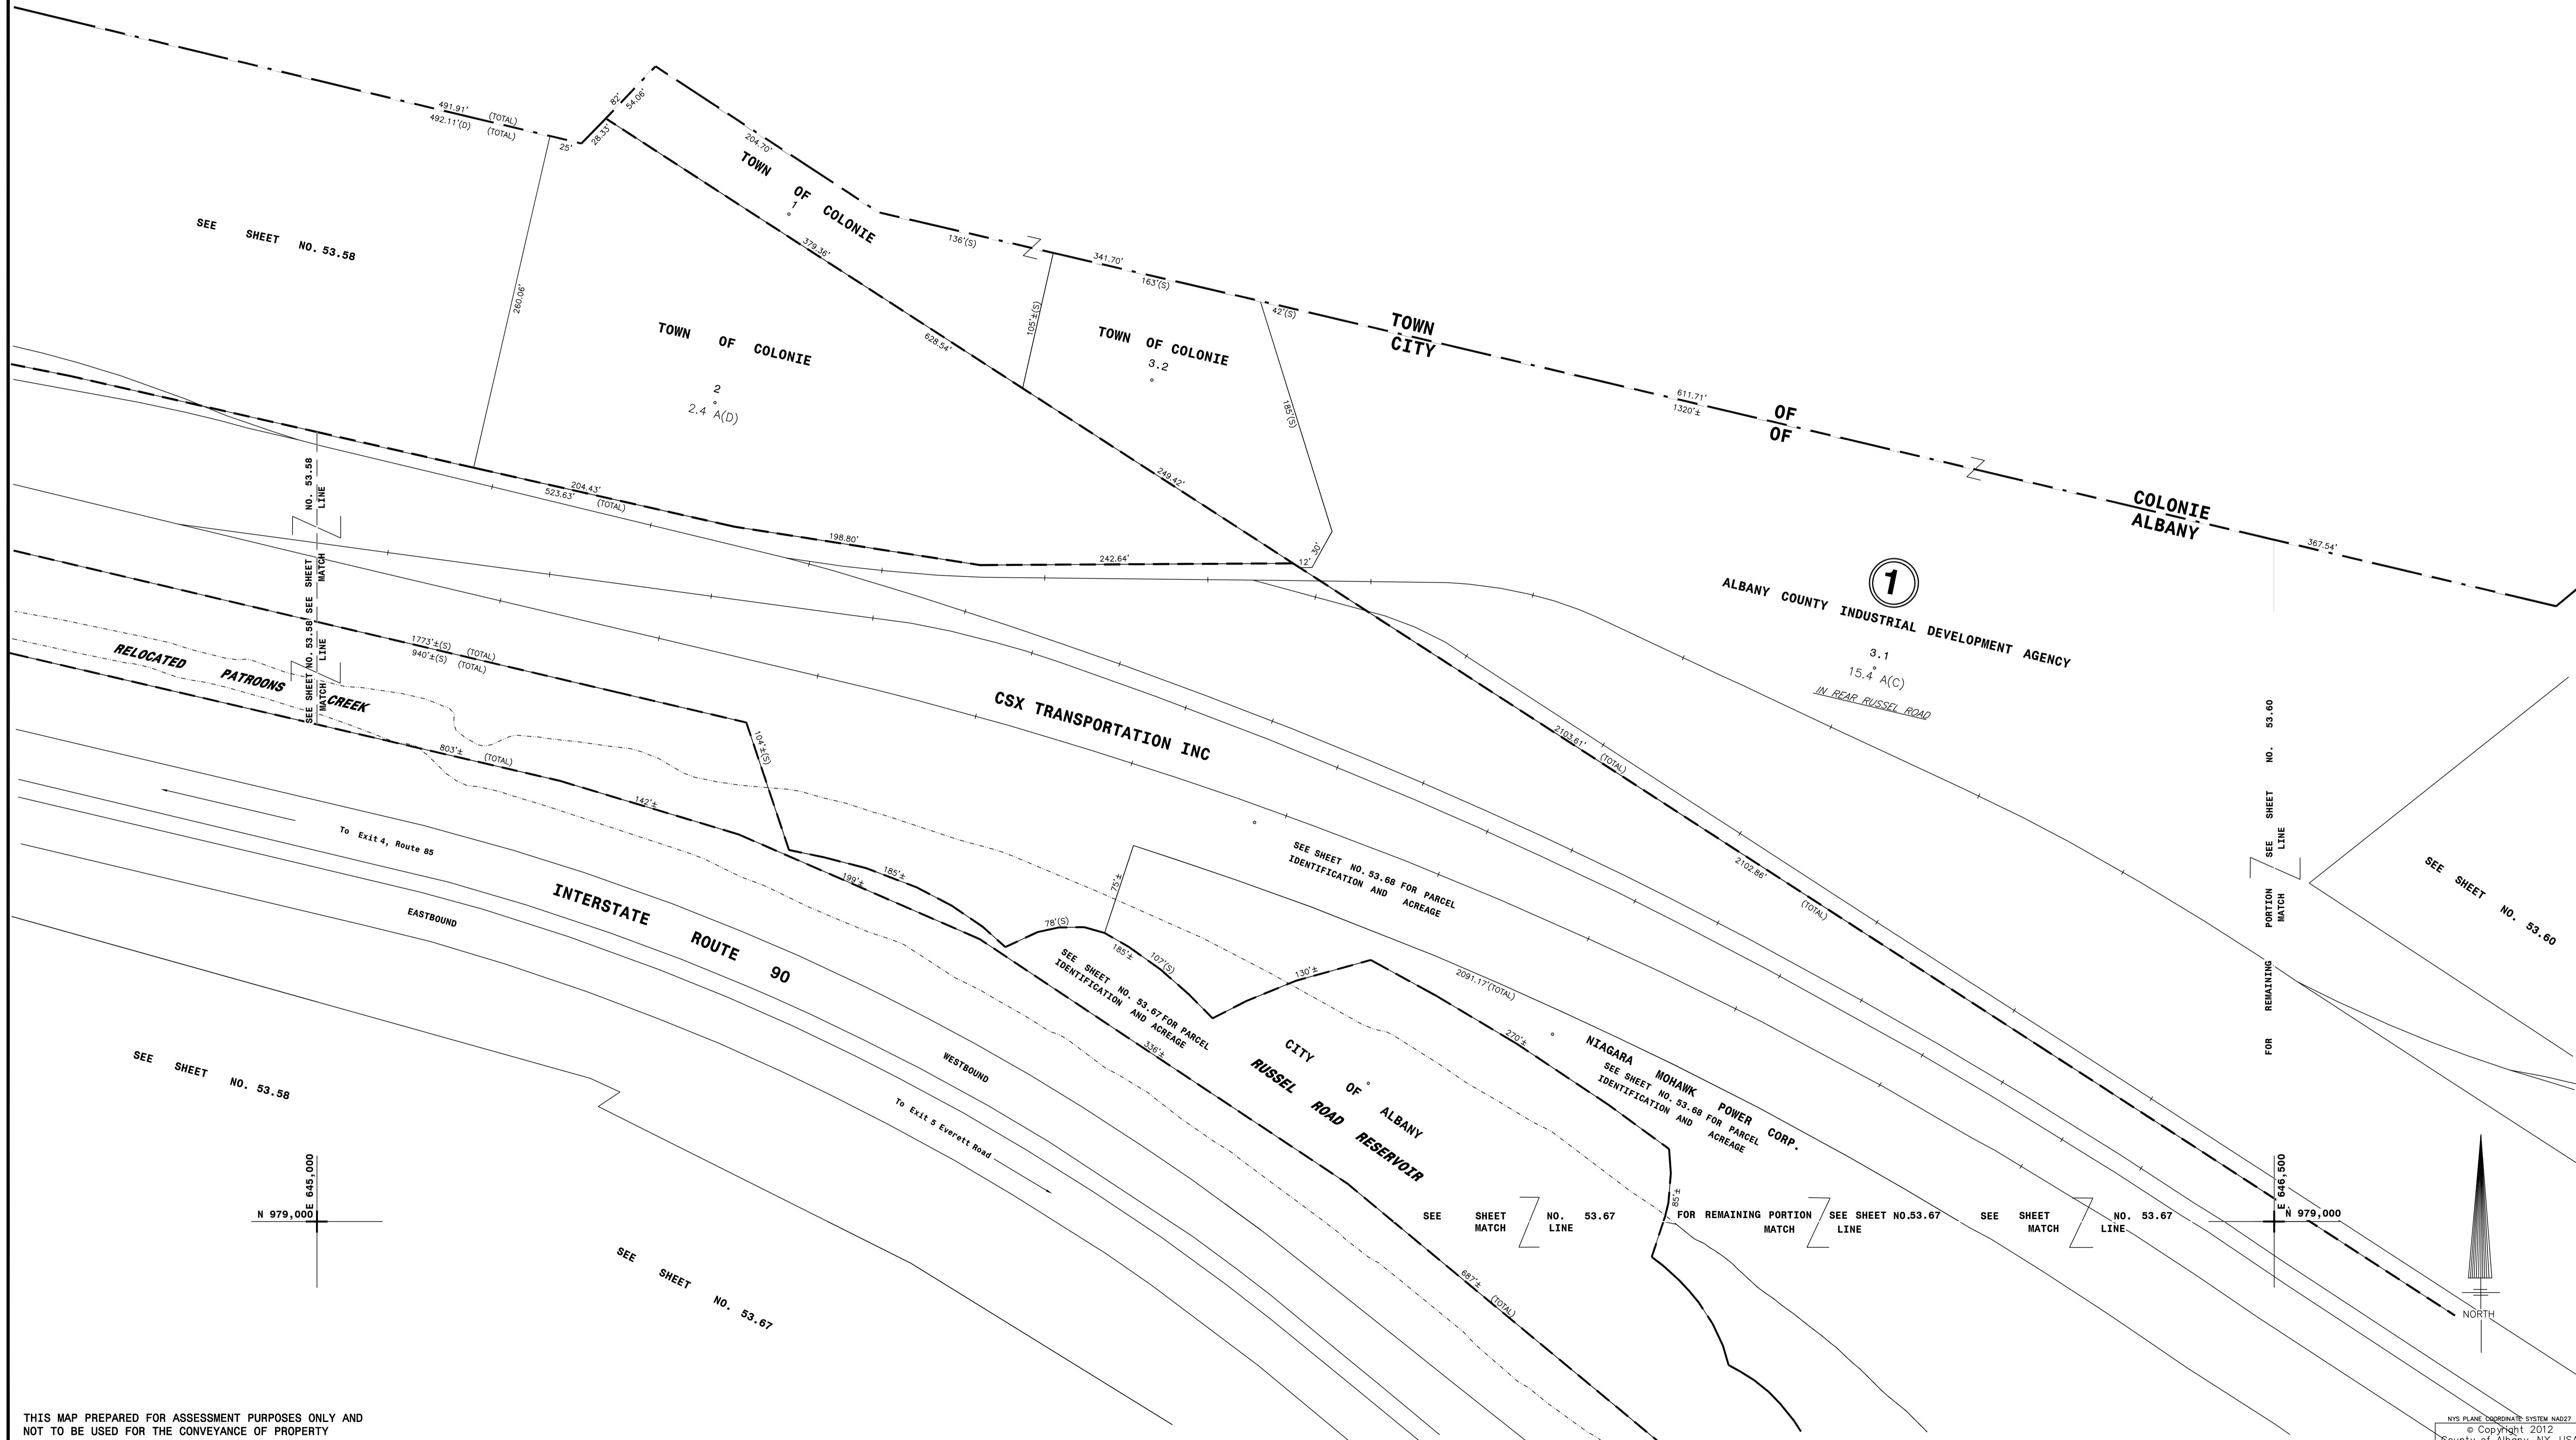 491.91' (TOTAL)
492.11'(D) (TOTAL)
25'
82'
54.06'
28.33'
204.70'
TOWN OF COLONIE
1
379.36'
136'(S)
341.70'
163'(S)
42'(S)
SEE SHEET NO. 53.58
260.06'
TOWN OF COLONIE
2
2.4 A(D)
628.54'
105'±(S)
TOWN OF COLONIE
3.2
185'(S)
249.42'
30'
12'
TOWN OF COLONIE
CITY OF ALBANY
611.71'
1320'±
367.54'
204.43'
523.63' (TOTAL)
198.80'
242.64'
SEE SHEET NO. 53.58
MATCH LINE
SEE SHEET NO. 53.58
MATCH LINE
1
ALBANY COUNTY INDUSTRIAL DEVELOPMENT AGENCY
3.1
15.4 A(C)
IN REAR RUSSEL ROAD
1773'±(S) (TOTAL)
940'±(S) (TOTAL)
RELOCATED PATROONS CREEK
803'± (TOTAL)
104'±(S)
142'±
CSX TRANSPORTATION INC
2103.61' (TOTAL)
2102.86' (TOTAL)
FOR REMAINING PORTION SEE SHEET NO. 53.60
MATCH LINE
SEE SHEET NO. 53.60
To Exit 4, Route 85
INTERSTATE ROUTE 90
EASTBOUND
WESTBOUND
To Exit 5 Everett Road
185'±
199'±
75'±
78'(S)
185'±
107'(S)
130'±
SEE SHEET NO. 53.68 FOR PARCEL
IDENTIFICATION AND ACREAGE
SEE SHEET NO. 53.67 FOR PARCEL
IDENTIFICATION AND ACREAGE
336'±
2091.17'(TOTAL)
270'±
NIAGARA MOHAWK POWER CORP.
SEE SHEET NO. 53.68 FOR PARCEL
IDENTIFICATION AND ACREAGE
CITY OF ALBANY
RUSSEL ROAD RESERVOIR
85'±
687'± (TOTAL)
SEE SHEET NO. 53.67
MATCH LINE
FOR REMAINING PORTION SEE SHEET NO.53.67
MATCH LINE
SEE SHEET NO. 53.67
MATCH LINE
SEE SHEET NO. 53.58
E 645,000
N 979,000
SEE SHEET NO. 53.67
E 646,500
N 979,000
NORTH
THIS MAP PREPARED FOR ASSESSMENT PURPOSES ONLY AND
NOT TO BE USED FOR THE CONVEYANCE OF PROPERTY
NYS PLANE COORDINATE SYSTEM NAD27
© Copyright 2012
County of Albany, NY, USA